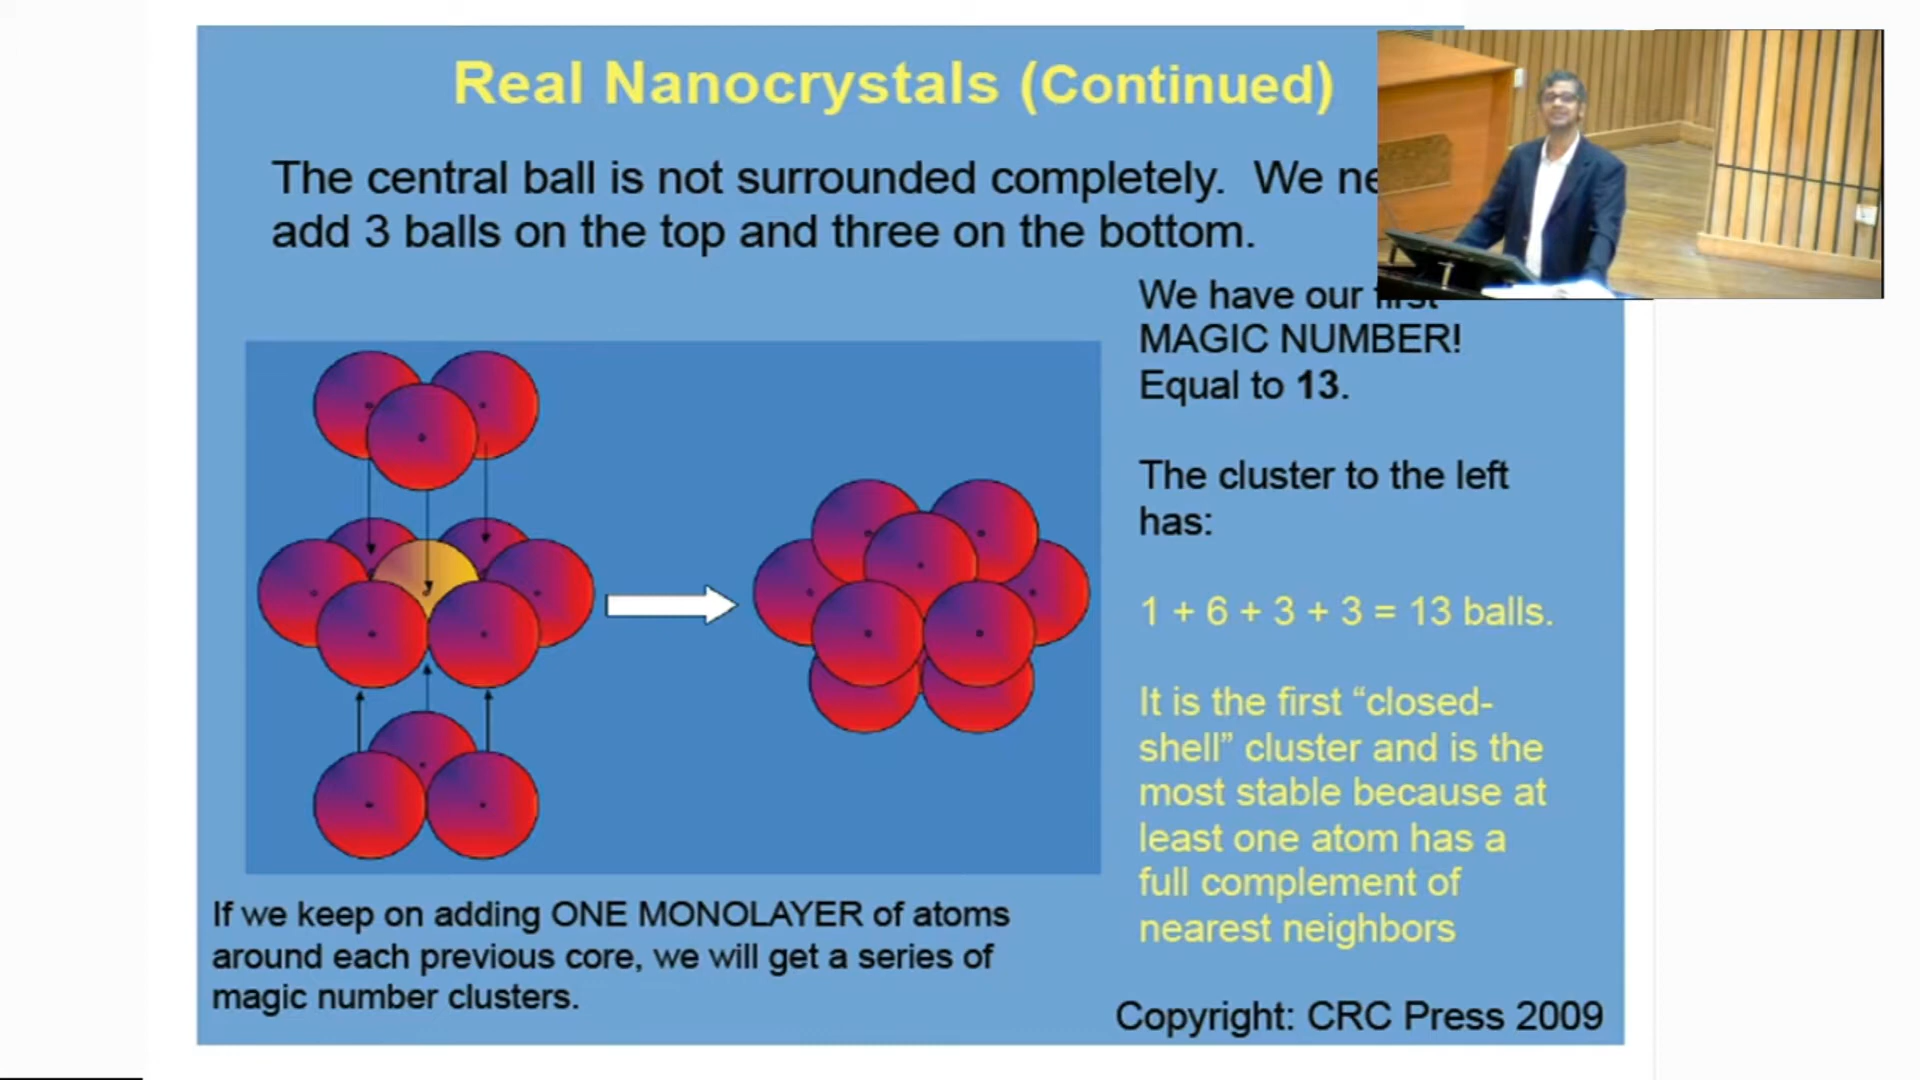 Real Nanocrystals (Continued)
The central ball is not surrounded completely. We
add 3 balls on the top and three on the bottom.
We have our first
MAGIC NUMBER!
Equal to 13.
The cluster to the left
has:
1 + 6 + 3 + 3 = 13 balls.
It is the first “closed-
shell” cluster and is the
most stable because at
least one atom has a
full complement of
nearest neighbors
If we keep on adding ONE MONOLAYER of atoms
around each previous core, we will get a series of
magic number clusters.
Copyright: CRC Press 2009